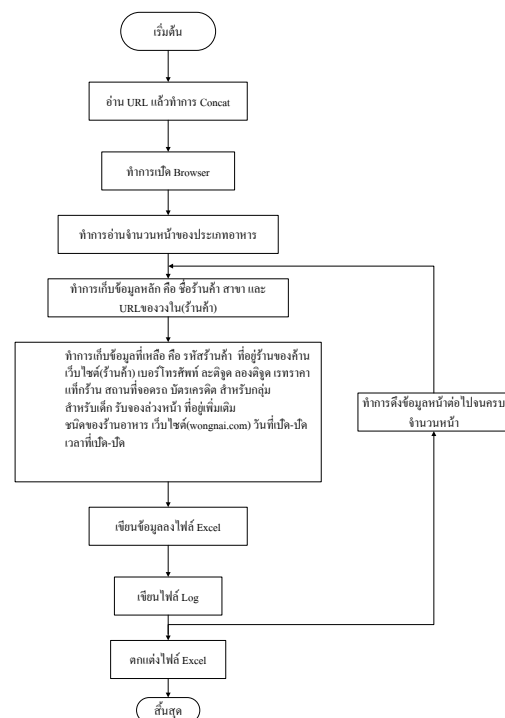 เริ่มต้น
อ่าน URL แล้วทำการ Concat
ทำการเปิด Browser
ทำการอ่านจำนวนหน้าของประเภทอาหาร
ทำการเก็บข้อมูลหลัก คือ ชื่อร้านค้า สาขา และ
URLของวงใน(ร้านค้า)
ทำการเก็บข้อมูลที่เหลือ คือ รหัสร้านค้า ที่อยู่ร้านของค้าน
เว็บไซต์(ร้านค้า) เบอร์โทรศัพท์ ละติจูด ลองติจูด เรทราคา
แท็กร้าน สถานที่จอดรถ บัตรเครดิต สำหรับกลุ่ม
สำหรับเด็ก รับจองล่วงหน้า ที่อยู่เพิ่มเติม
ชนิดของร้านอาหาร เว็บไซต์(wongnai.com) วันที่เปิด-ปิด
เวลาที่เปิด-ปิด
ทำการดึงข้อมูลหน้าต่อไปจนครบ
จำนวนหน้า
เขียนข้อมูลลงไฟล์ Excel
เขียนไฟล์ Log
ตกแต่งไฟล์ Excel
สิ้นสุด